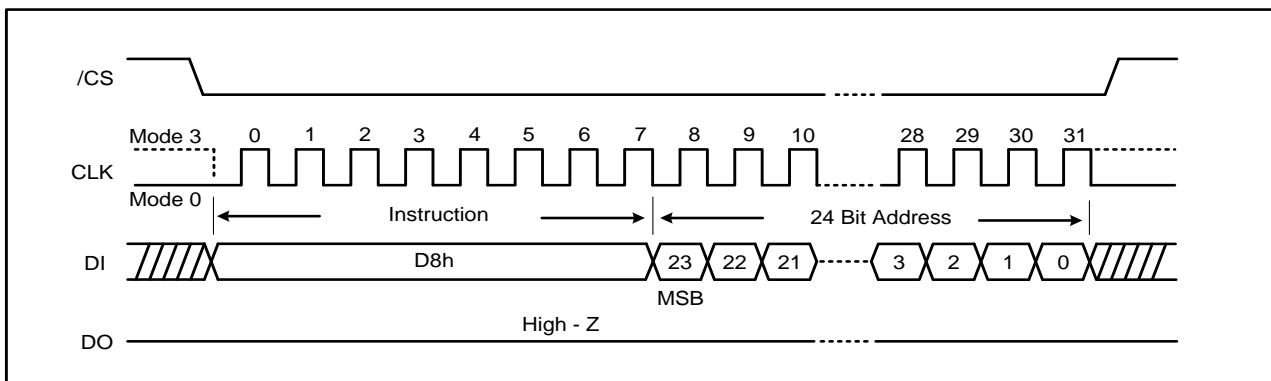 /CS
Mode 3 0 1 2 3 4 5 6 7 8 9 10 28 29 30 31
CLK
Mode 0
Instruction 24 Bit Address
DI D8h 23 22 21 3 2 1 0
MSB
High - Z
DO